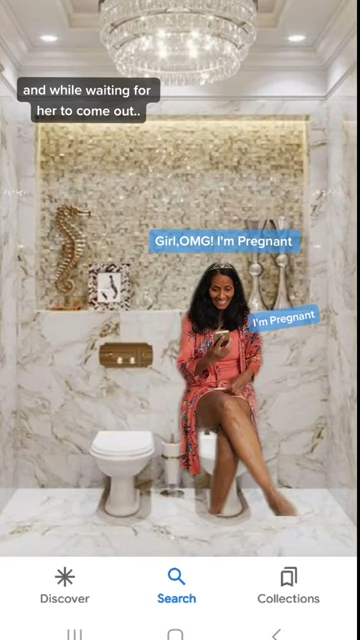 and while waiting for
her to come out..
Girl,OMG! I'm Pregnant
I'm Pregnant
Discover
Search
Collections